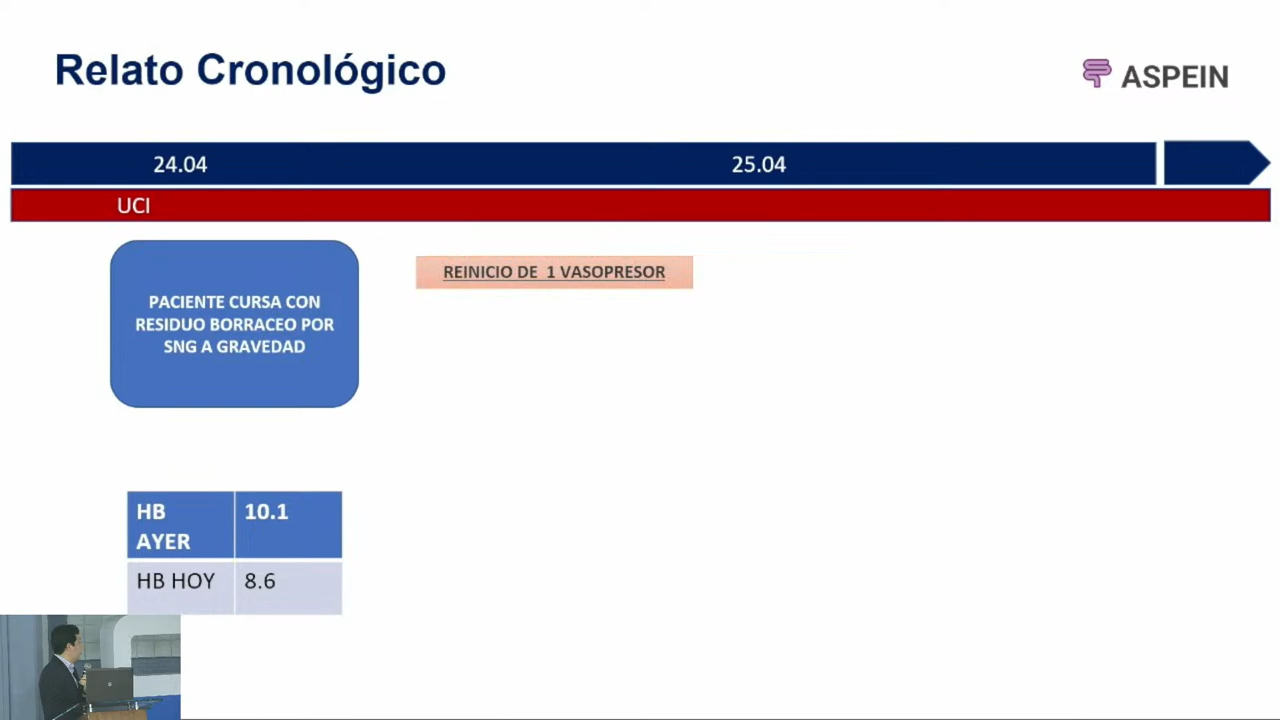 Relato Cronológico
ASPEIN
24.04
25.04
UCI
PACIENTE CURSA CON
RESIDUO BORRACEO POR
SNG A GRAVEDAD
REINICIO DE 1 VASOPRESOR
HB
AYER
10.1
HB HOY
8.6